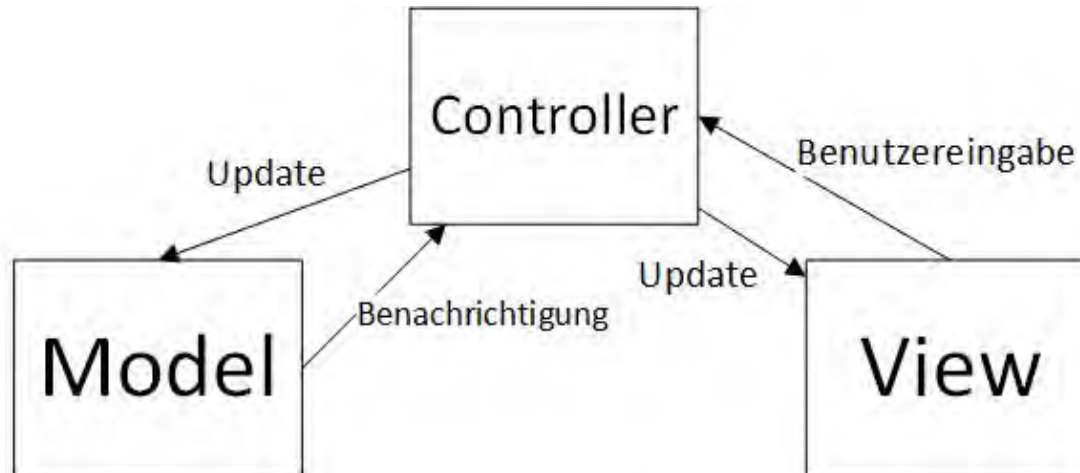 Controller
Benutzereingabe
Update
Update
Benachrichtigung
Model
View